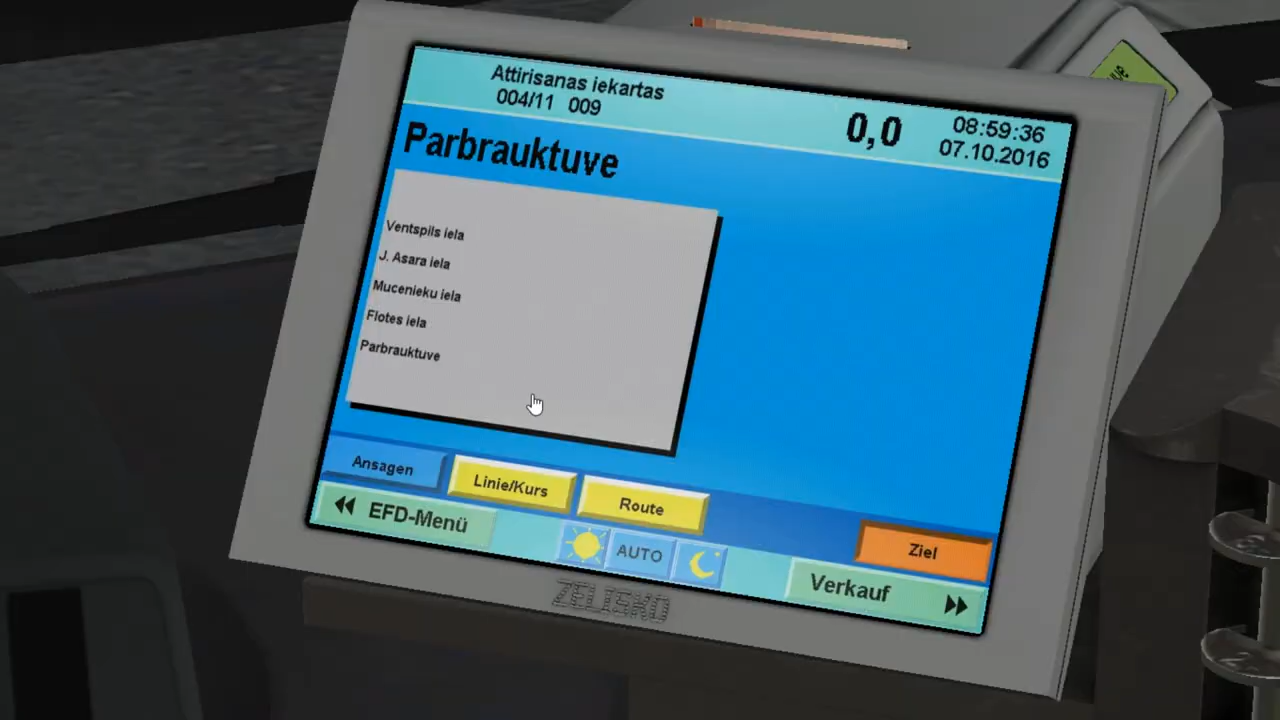 Attirisanas iekartas
004/11 009
0,0
08:59:36
07.10.2016
Parbrauktuve
Ventspils iela
J. Asara iela
Mucenieku iela
Flotes iela
Parbrauktuve
Ansagen
Linie/Kurs
Route
Ziel
EFD-Menü
AUTO
Verkauf
ZELISKO